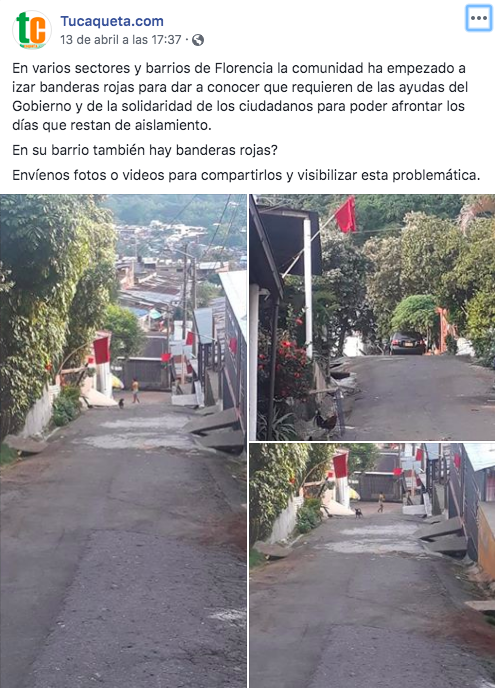 tc
Tucaqueta.com
13 de abril a las 17:37 ·
En varios sectores y barrios de Florencia la comunidad ha empezado a
izar banderas rojas para dar a conocer que requieren de las ayudas del
Gobierno y de la solidaridad de los ciudadanos para poder afrontar los
días que restan de aislamiento.
En su barrio también hay banderas rojas?
Envíenos fotos o videos para compartirlos y visibilizar esta problemática.